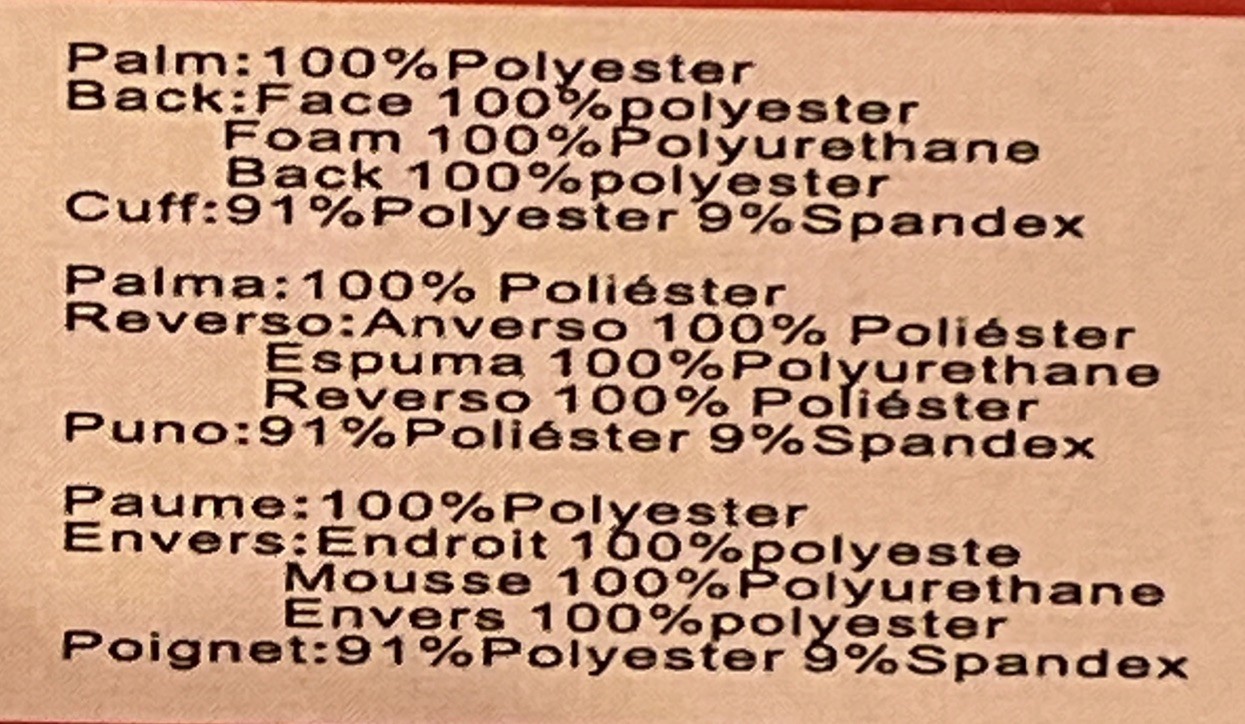 Palm:100%Polyester
Back:Face 100%polyester
Foam 100%Polyurethane
Back 100%polyester
Cuff:91%Polyester 9%Spandex
Palma:100% Poliéster
Reverso:Anverso 100% Poliéster
Espuma 100%Polyurethane
Reverso 100% Poliéster
Puno:91%Poliéster 9%Spandex
Paume:100%Polyester
Envers:Endroit 100%polyeste
Mousse 100%Polyurethane
Envers 100%polyester
Poignet:91%Polyester 9%Spandex